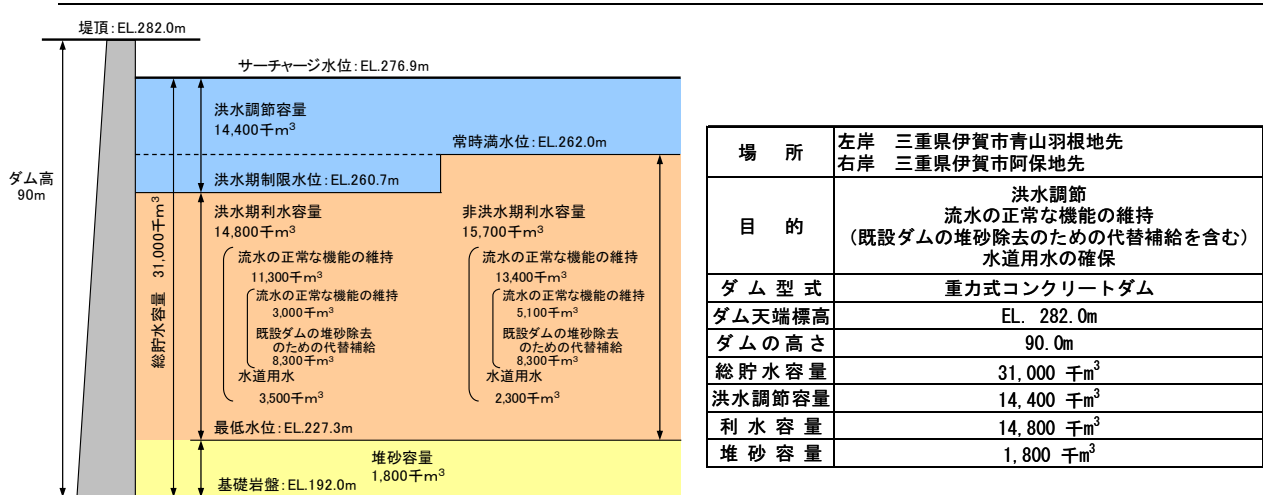 堤頂：EL.282.0m
サーチャージ水位：EL.276.9m
洪水調節容量
14,400千m³
常時満水位：EL.262.0m
ダム高
90m
洪水期制限水位：EL.260.7m
総貯水容量 31,000千m³
洪水期利水容量
14,800千m³
流水の正常な機能の維持
11,300千m³
流水の正常な機能の維持
3,000千m³
既設ダムの堆砂除去
のための代替補給
8,300千m³
水道用水
3,500千m³
非洪水期利水容量
15,700千m³
流水の正常な機能の維持
13,400千m³
流水の正常な機能の維持
5,100千m³
既設ダムの堆砂除去
のための代替補給
8,300千m³
水道用水
2,300千m³
最低水位：EL.227.3m
堆砂容量
1,800千m³
基礎岩盤：EL.192.0m
場 所
左岸 三重県伊賀市青山羽根地先
右岸 三重県伊賀市阿保地先
目 的
洪水調節
流水の正常な機能の維持
（既設ダムの堆砂除去のための代替補給を含む）
水道用水の確保
ダム型式 重力式コンクリートダム
ダム天端標高 EL. 282.0m
ダムの高さ 90.0m
総貯水容量 31,000 千m³
洪水調節容量 14,400 千m³
利水容量 14,800 千m³
堆砂容量 1,800 千m³